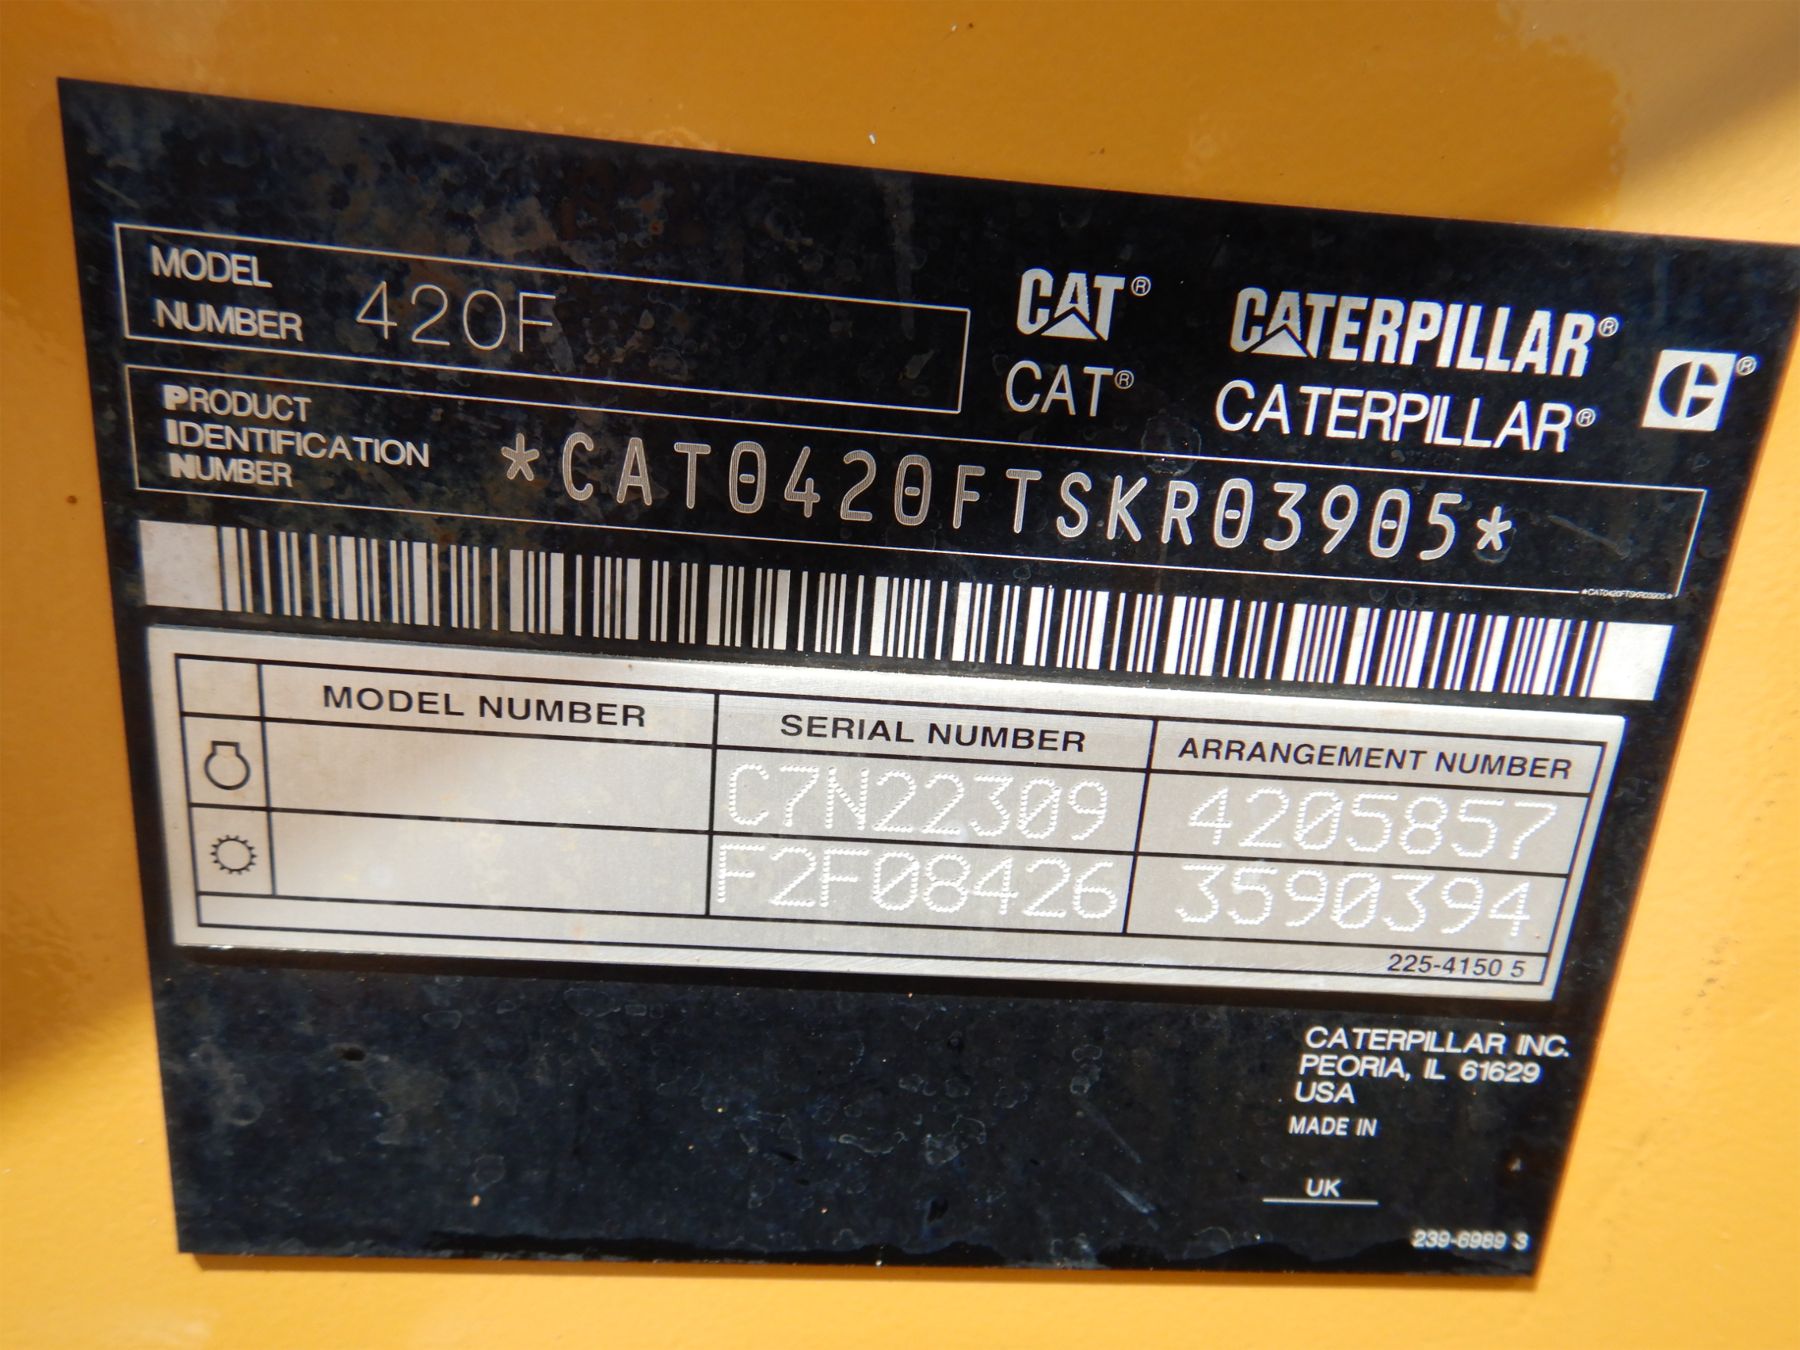 MODEL NUMBER 420F
CAT® CATERPILLAR®
CAT® CATERPILLAR®
PRODUCT
IDENTIFICATION
NUMBER
*CAT0420FTSKR03905*
*CAT0420FTSKR03905*
MODEL NUMBER SERIAL NUMBER ARRANGEMENT NUMBER
C7N22309 4205857
F2F08426 3590394
225-4150 5
CATERPILLAR INC.
PEORIA, IL 61629
USA
MADE IN
UK
239-6989 3